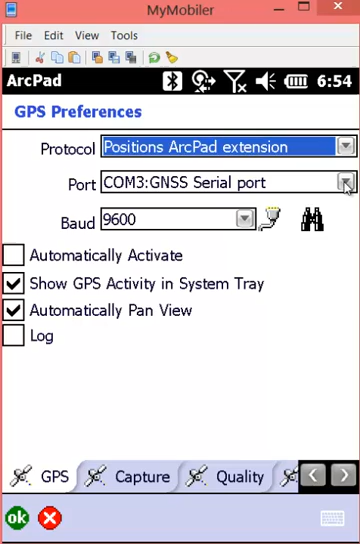 MyMobiler
File Edit View Tools
ArcPad 6:54
GPS Preferences
Protocol Positions ArcPad extension
Port COM3:GNSS Serial port
Baud 9600
Automatically Activate
Show GPS Activity in System Tray
Automatically Pan View
Log
GPS Capture Quality
ok